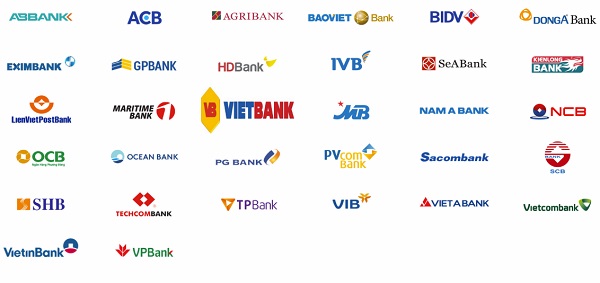 ABBANK
ACB
AGRIBANK
BAOVIET Bank
BIDV
DONGA Bank
EXIMBANK
GPBANK
HDBank
IVB
SeABank
KIENLONG
BANK
LienVietPostBank
MARITIME
BANK
VB VIETBANK
MB
NAM A BANK
NCB
OCB
OCEAN BANK
PG BANK
PVcom
Bank
Sacombank
BANK
SCB
SHB
TECHCOMBANK
TPBank
VIB
VIETABANK
Vietcombank
VietinBank
VPBank